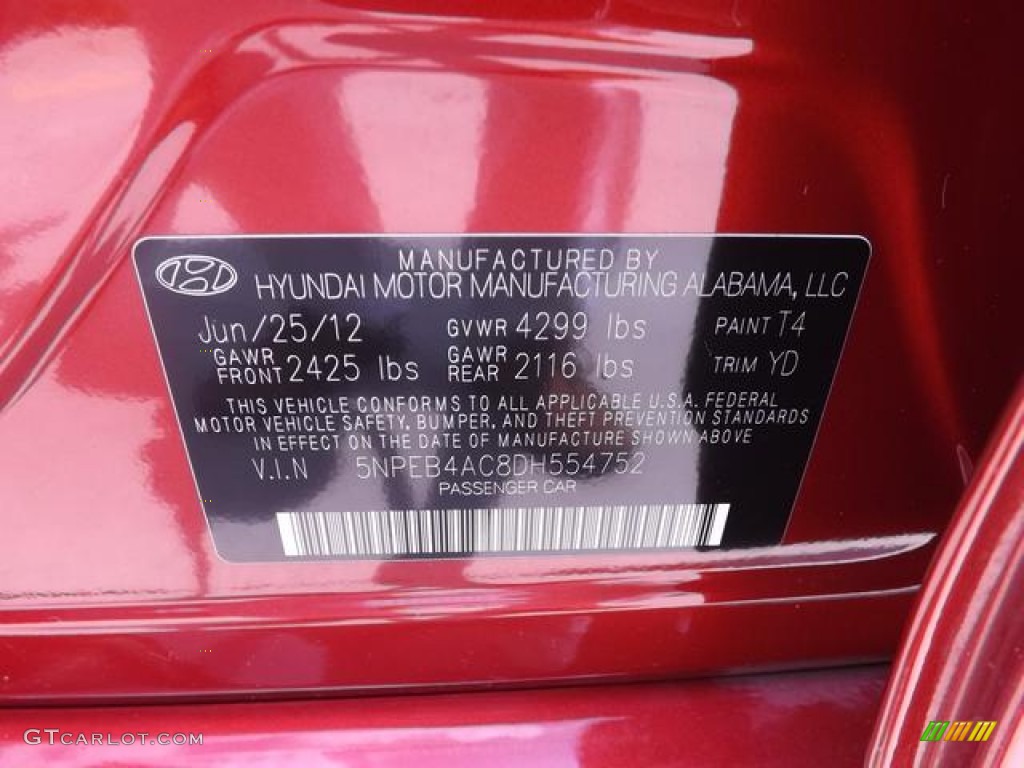 MANUFACTURED BY
HYUNDAI MOTOR MANUFACTURING ALABAMA, LLC
Jun/25/12 GVWR 4299 lbs PAINT T4
GAWR FRONT 2425 lbs GAWR REAR 2116 lbs TRIM YD
THIS VEHICLE CONFORMS TO ALL APPLICABLE U.S.A. FEDERAL
MOTOR VEHICLE SAFETY, BUMPER, AND THEFT PREVENTION STANDARDS
IN EFFECT ON THE DATE OF MANUFACTURE SHOWN ABOVE
V.I.N 5NPEB4AC8DH554752
PASSENGER CAR
GTCARLOT.COM